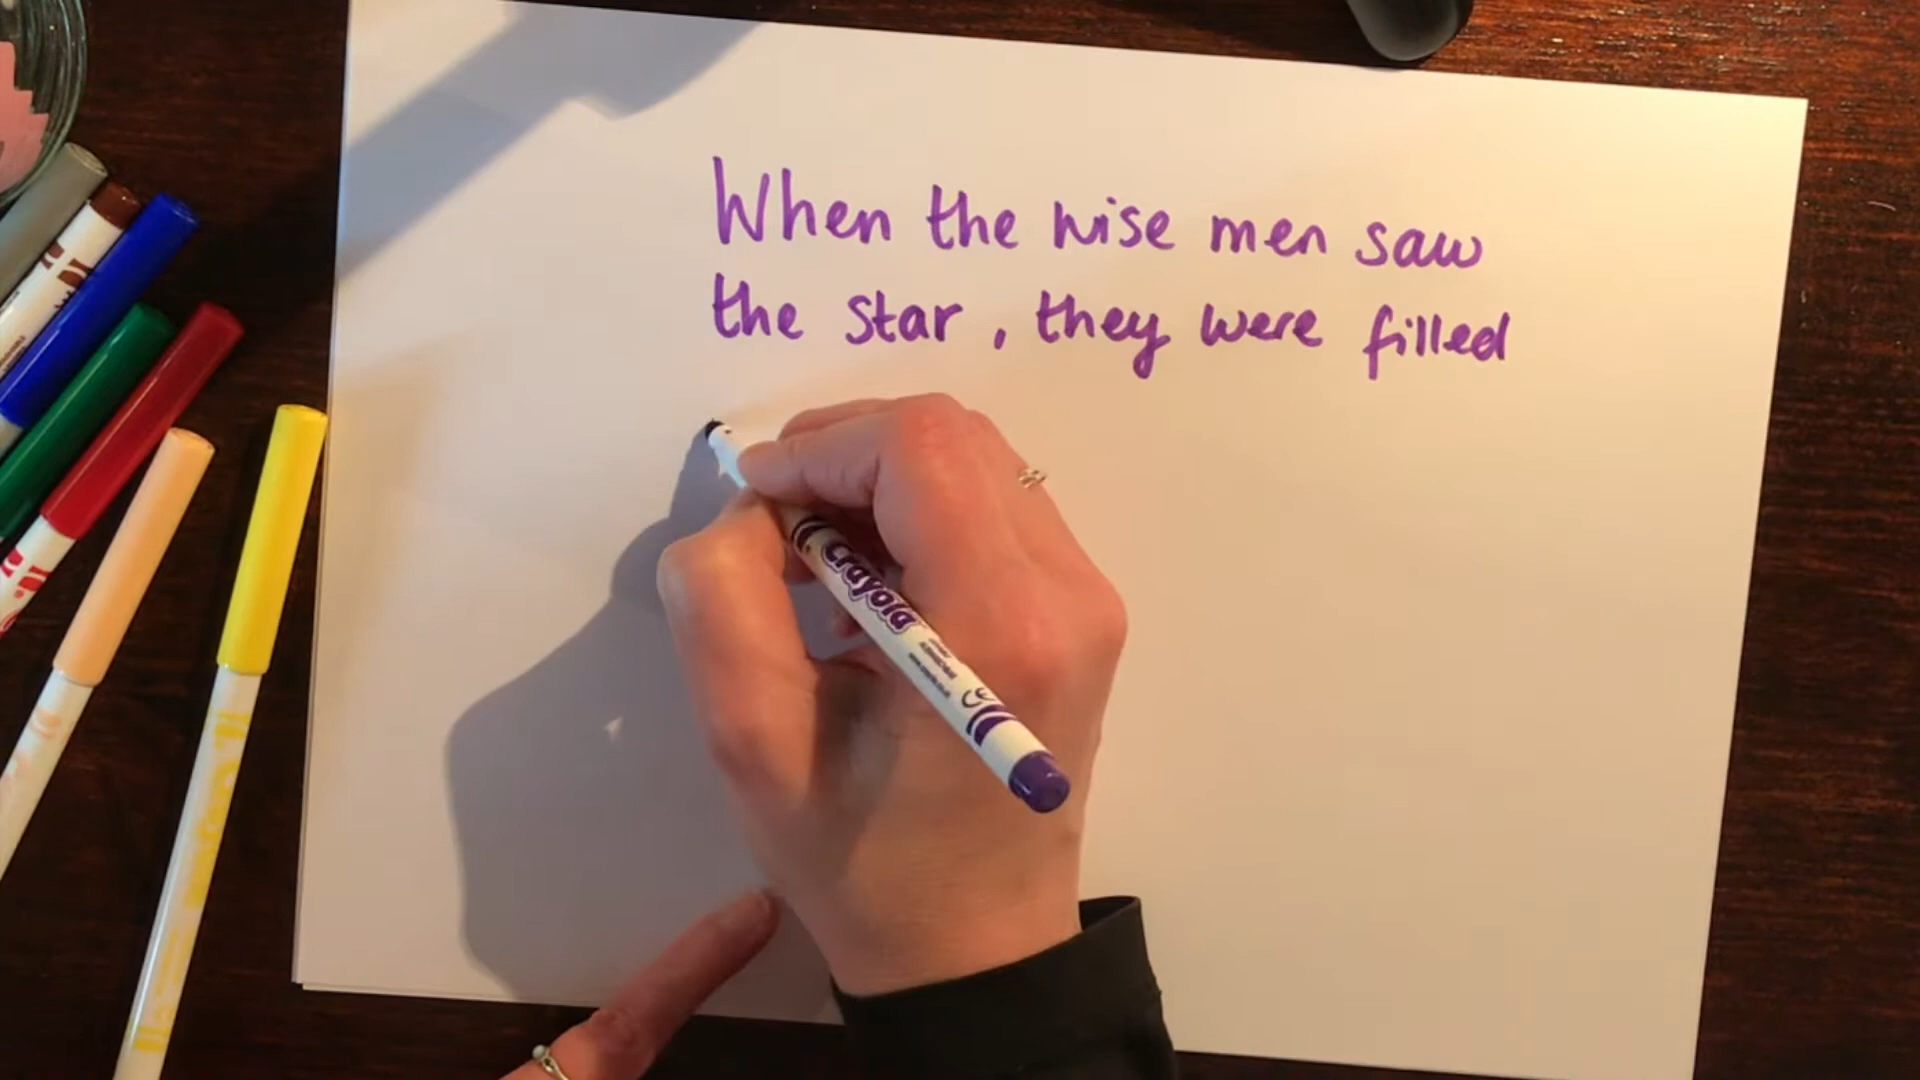 When the wise men saw
the star, they were filled
Crayola